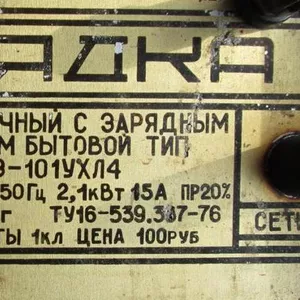 АДКА
ЧНЫЙ С ЗАРЯДНЫМ
М БЫТОВОЙ ТИП
-101УХЛ4
50Гц 2,1кВт 15А ПР20%
г ТУ16-539.387-76
СЕТЬ
ТЫ 1кл ЦЕНА 100РУБ